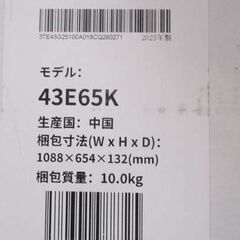 3TE43G25100A018CQ260271
2025年製
モデル:
43E65K
生産国：中国
梱包寸法(W x H x D):
1088×654×132(mm)
梱包質量：10.0kg